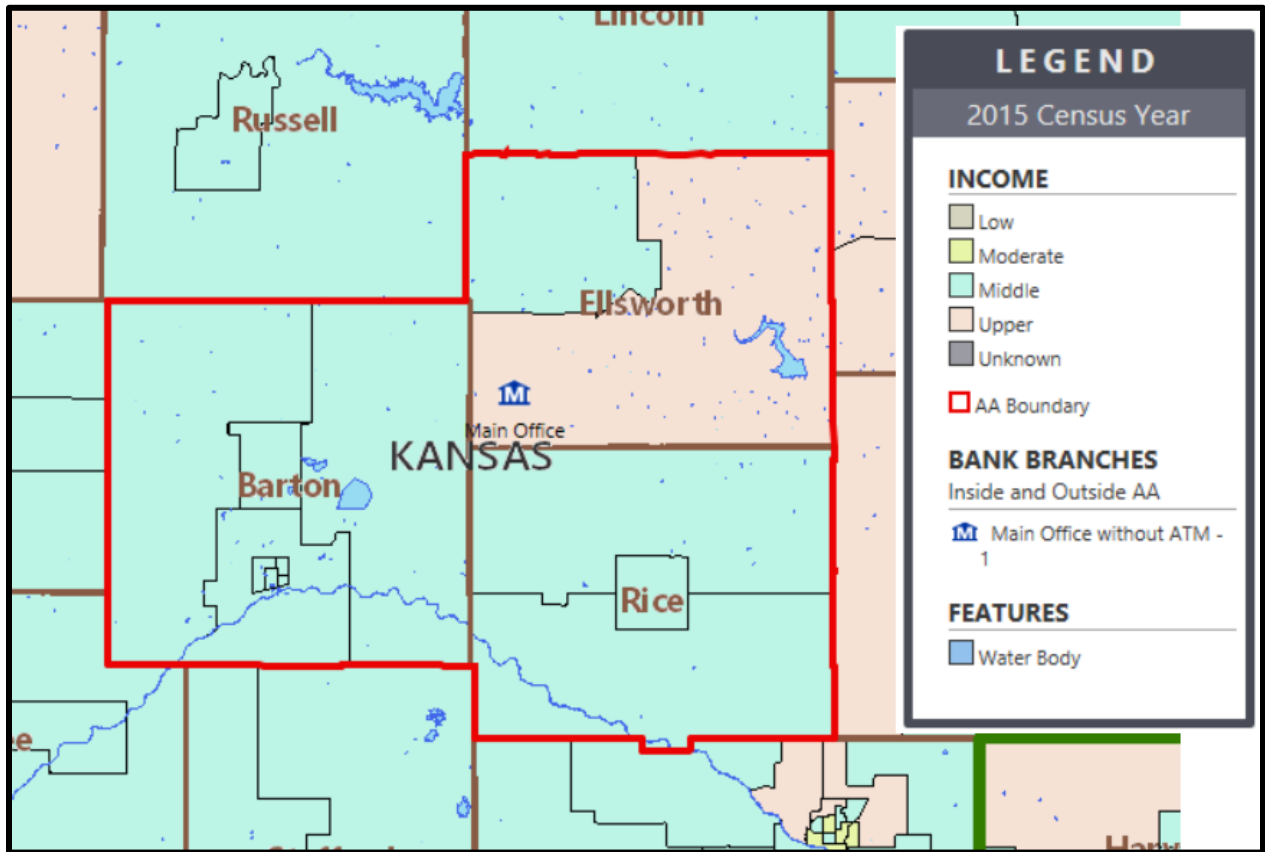 Lincoln
Russell
Ellsworth
Main Office
KANSAS
Barton
Rice
e
LEGEND
2015 Census Year
INCOME
Low
Moderate
Middle
Upper
Unknown
AA Boundary
BANK BRANCHES
Inside and Outside AA
Main Office without ATM -
1
FEATURES
Water Body